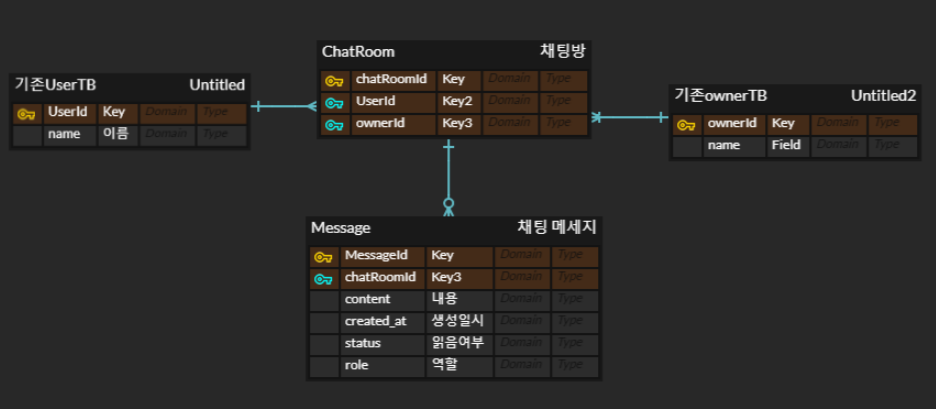 기존UserTB Untitled
UserId Key Domain Type
name 이름 Domain Type
ChatRoom 채팅방
chatRoomId Key Domain Type
UserId Key2 Domain Type
ownerId Key3 Domain Type
기존ownerTB Untitled2
ownerId Key Domain Type
name Field Domain Type
Message 채팅 메세지
MessageId Key Domain Type
chatRoomId Key3 Domain Type
content 내용 Domain Type
created_at 생성일시 Domain Type
status 읽음여부 Domain Type
role 역할 Domain Type